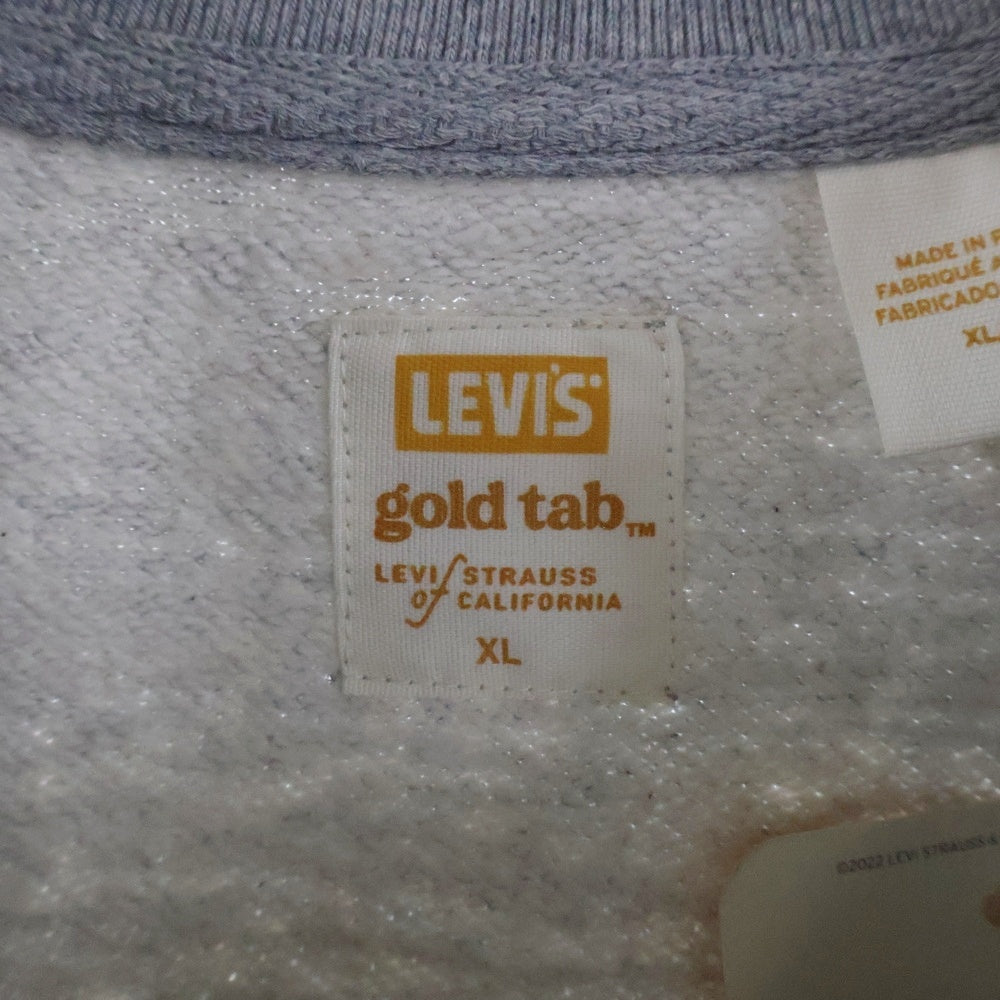 LEVI'S
gold tab™
LEVI STRAUSS
of CALIFORNIA
XL
MADE IN
FABRIQUÉ
FABRICADO
XL
©2022 LEVI STRAUSS &